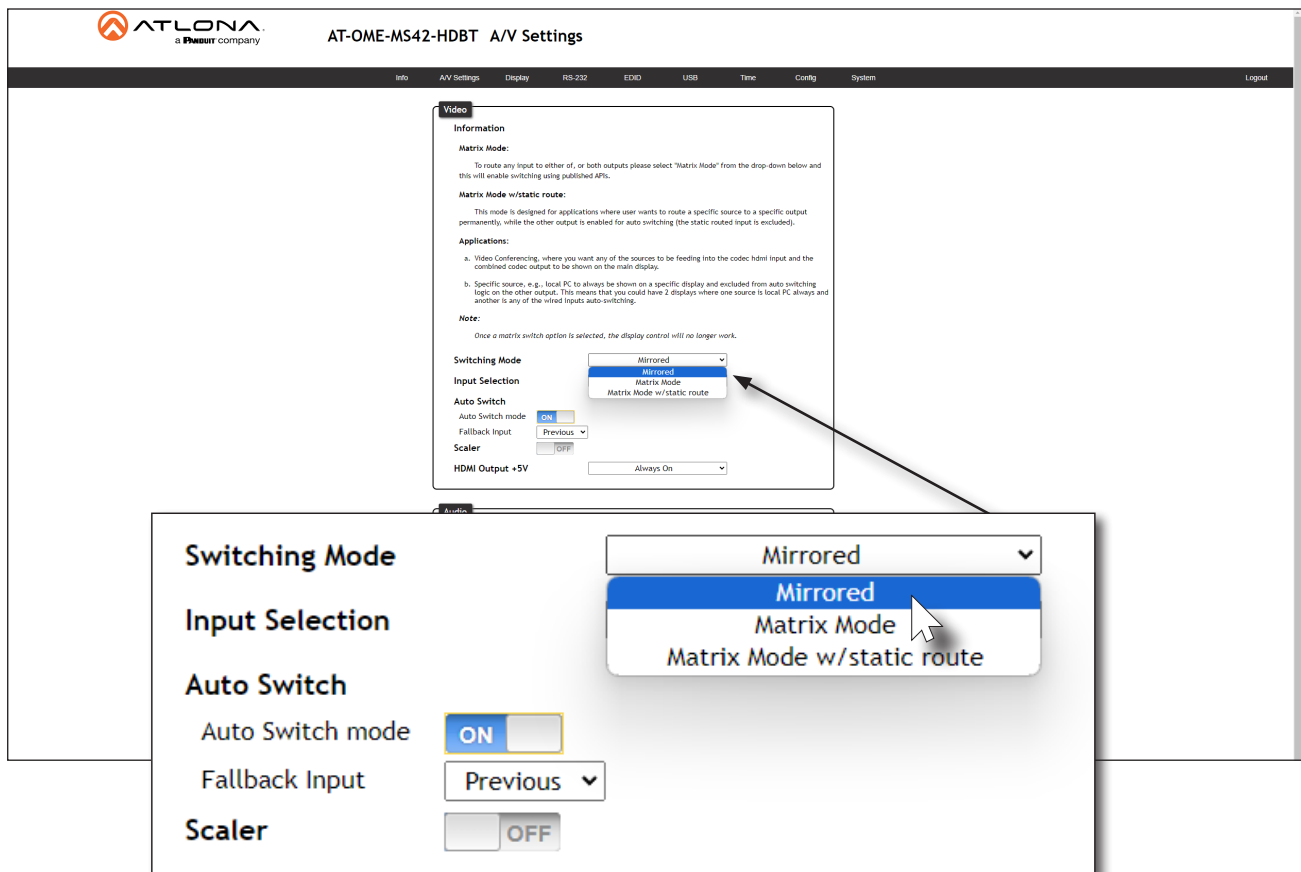 ATLONA.
a PANDUIT company
AT-OME-MS42-HDBT A/V Settings
Info A/V Settings Display RS-232 EDID USB Time Config System Logout
Video
Information
Matrix Mode:
To route any input to either of, or both outputs please select "Matrix Mode" from the drop-down below and
this will enable switching using published APIs.
Matrix Mode w/static route:
This mode is designed for applications where user wants to route a specific source to a specific output
permanently, while the other output is enabled for auto switching (the static routed input is excluded).
Applications:
a. Video Conferencing, where you want any of the sources to be feeding into the codec hdmi input and the
combined codec output to be shown on the main display.
b. Specific source, e.g., local PC to always be shown on a specific display and excluded from auto switching
logic on the other output. This means that you could have 2 displays where one source is local PC always and
another is any of the wired inputs auto-switching.
Note:
Once a matrix switch option is selected, the display control will no longer work.
Switching Mode Mirrored
Mirrored
Input Selection Matrix Mode
Matrix Mode w/static route
Auto Switch
Auto Switch mode ON
Fallback Input Previous
Scaler OFF
HDMI Output +5V Always On
Audio
Switching Mode Mirrored
Mirrored
Input Selection Matrix Mode
Matrix Mode w/static route
Auto Switch
Auto Switch mode ON
Fallback Input Previous
Scaler OFF